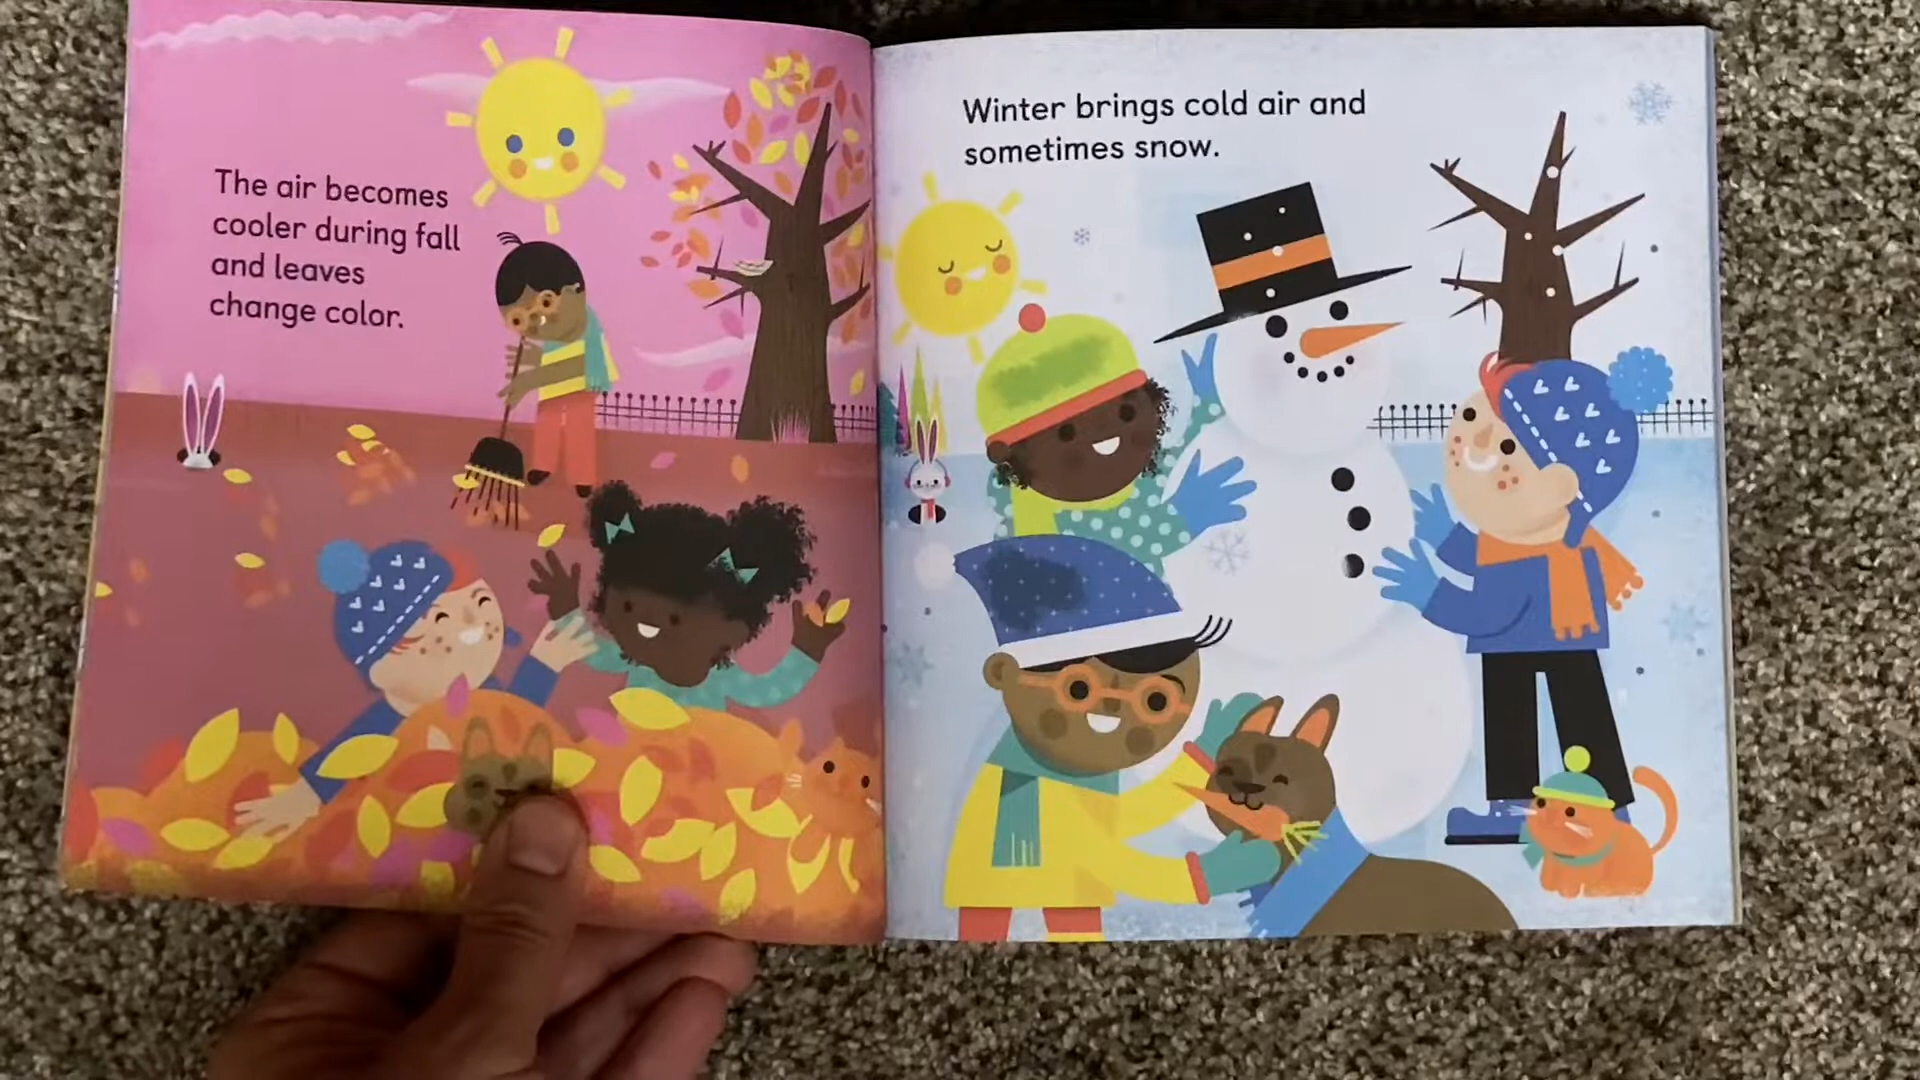 The air becomes
cooler during fall
and leaves
change color.
Winter brings cold air and
sometimes snow.